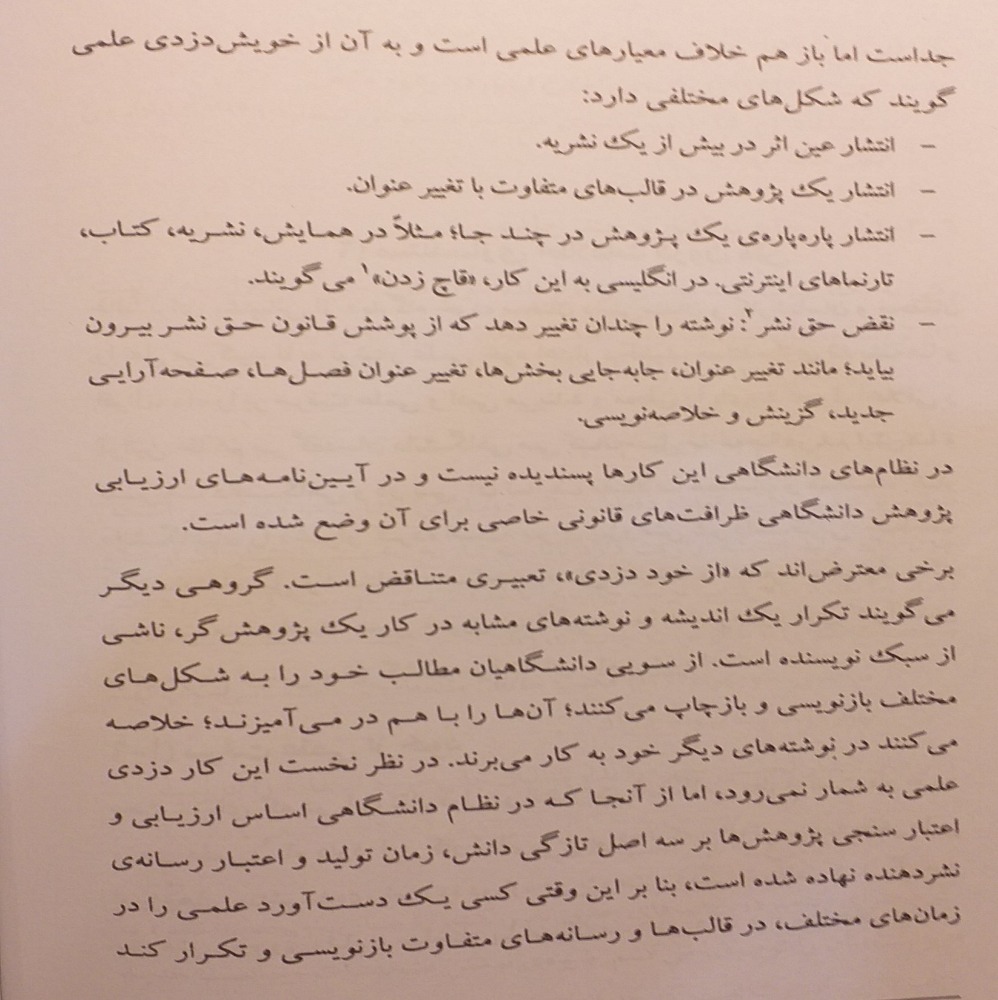 جداست اما باز هم خلاف معیارهای علمی است و به آن از خویش‌دزدی علمی
گویند که شکل‌های مختلفی دارد:
– انتشار عین اثر در بیش از یک نشریه.
– انتشار یک پژوهش در قالب‌های متفاوت با تغییر عنوان.
– انتشار پاره‌پاره‌ی یک پژوهش در چند جا؛ مثلاً در همایش، نشریه، کتاب،
تارنماهای اینترنتی. در انگلیسی به این کار، «قاچ زدن»۱ می‌گویند.
– نقض حق نشر۲: نوشته را چندان تغییر دهد که از پوشش قانون حق نشر بیرون
بیاید؛ مانند تغییر عنوان، جابه‌جایی بخش‌ها، تغییر عنوان فصل‌ها، صفحه‌آرایی
جدید، گزینش و خلاصه‌نویسی.
در نظام‌های دانشگاهی این کارها پسندیده نیست و در آیین‌نامه‌های ارزیابی
پژوهش دانشگاهی ظرافت‌های قانونی خاصی برای آن وضع شده است.
برخی معترض‌اند که «از خود دزدی»، تعبیری متناقض است. گروهی دیگر
می‌گویند تکرار یک اندیشه و نوشته‌های مشابه در کار یک پژوهش‌گر، ناشی
از سبک نویسنده است. از سویی دانشگاهیان مطالب خود را به شکل‌های
مختلف بازنویسی و بازچاپ می‌کنند؛ آن‌ها را با هم در می‌آمیزند؛ خلاصه
می‌کنند در نوشته‌های دیگر خود به کار می‌برند. در نظر نخست این کار دزدی
علمی به شمار نمی‌رود، اما از آنجا که در نظام دانشگاهی اساس ارزیابی و
اعتبار سنجی پژوهش‌ها بر سه اصل تازگی دانش، زمان تولید و اعتبار رسانه‌ی
نشردهنده نهاده شده است، بنا بر این وقتی کسی یک دست‌آورد علمی را در
زمان‌های مختلف، در قالب‌ها و رسانه‌های متفاوت بازنویسی و تکرار کند